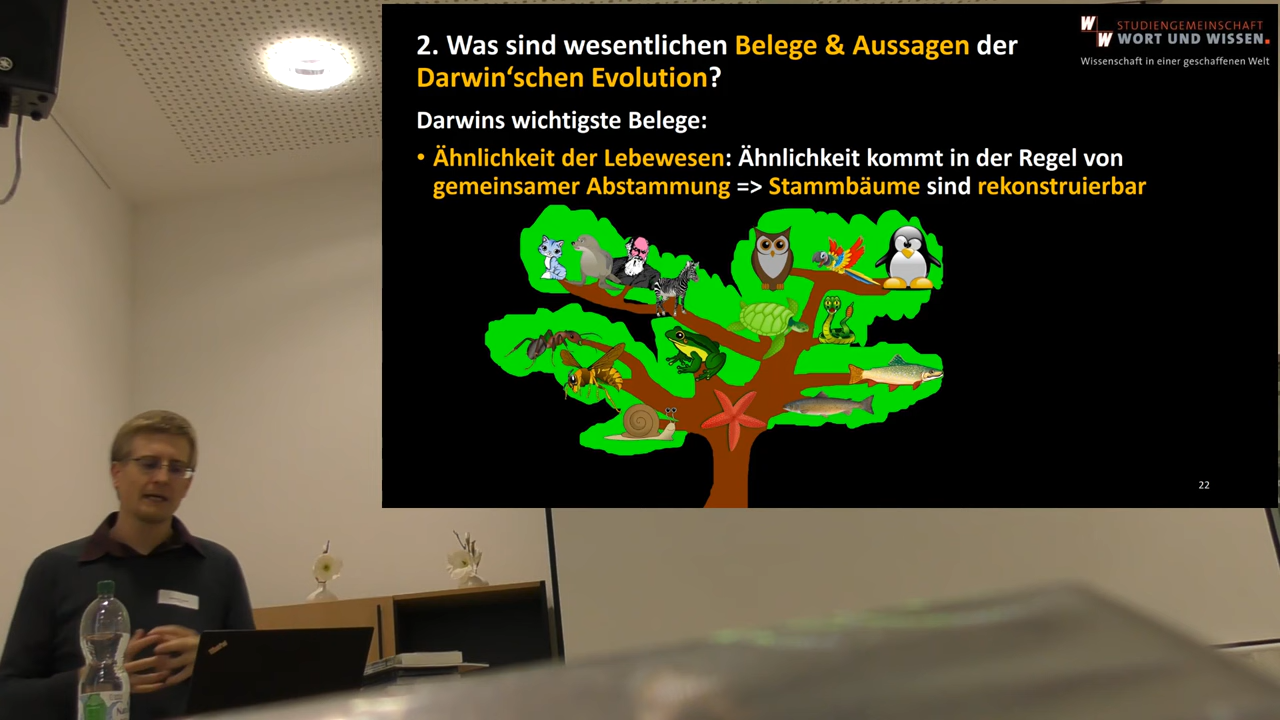 2. Was sind wesentlichen Belege & Aussagen der
Darwin‘schen Evolution?
W
W
STUDIENGEMEINSCHAFT
WORT UND WISSEN.
Wissenschaft in einer geschaffenen Welt
Darwins wichtigste Belege:
• Ähnlichkeit der Lebewesen: Ähnlichkeit kommt in der Regel von
gemeinsamer Abstammung => Stammbäume sind rekonstruierbar
22
ThinkPad